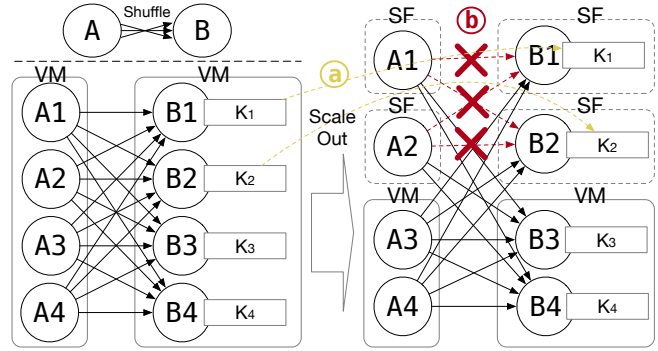 Shuffle
A
B
VM
VM
A1
B1
K1
A2
B2
K2
A3
B3
K3
A4
B4
K4
a
Scale
Out
b
SF
SF
A1
B1
K1
SF
SF
A2
B2
K2
VM
VM
A3
B3
K3
A4
B4
K4